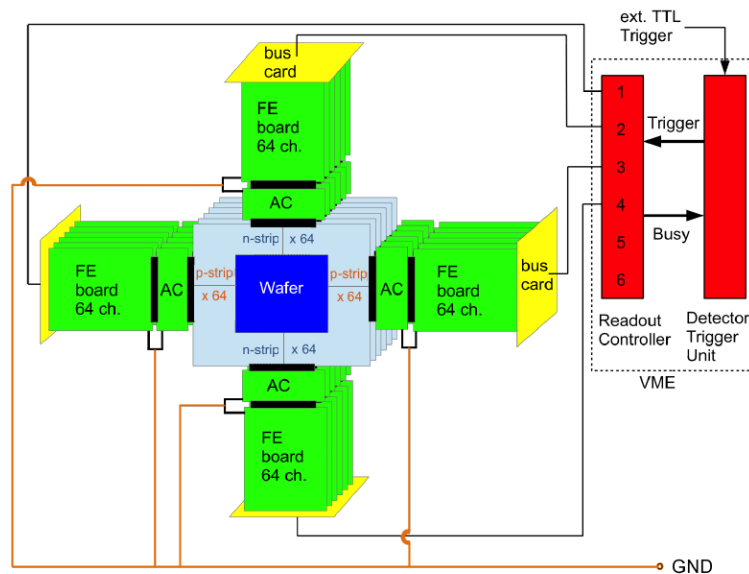 ext. TTL
Trigger
bus
card
FE
board
64 ch.
AC
n-strip x 64
FE
board
64 ch.
AC
p-strip
x 64
Wafer
p-strip
x 64
AC
FE
board
64 ch.
bus
card
n-strip x 64
AC
FE
board
64 ch.
1
2
3
4
5
6
Trigger
Busy
Readout
Controller
Detector
Trigger
Unit
VME
GND